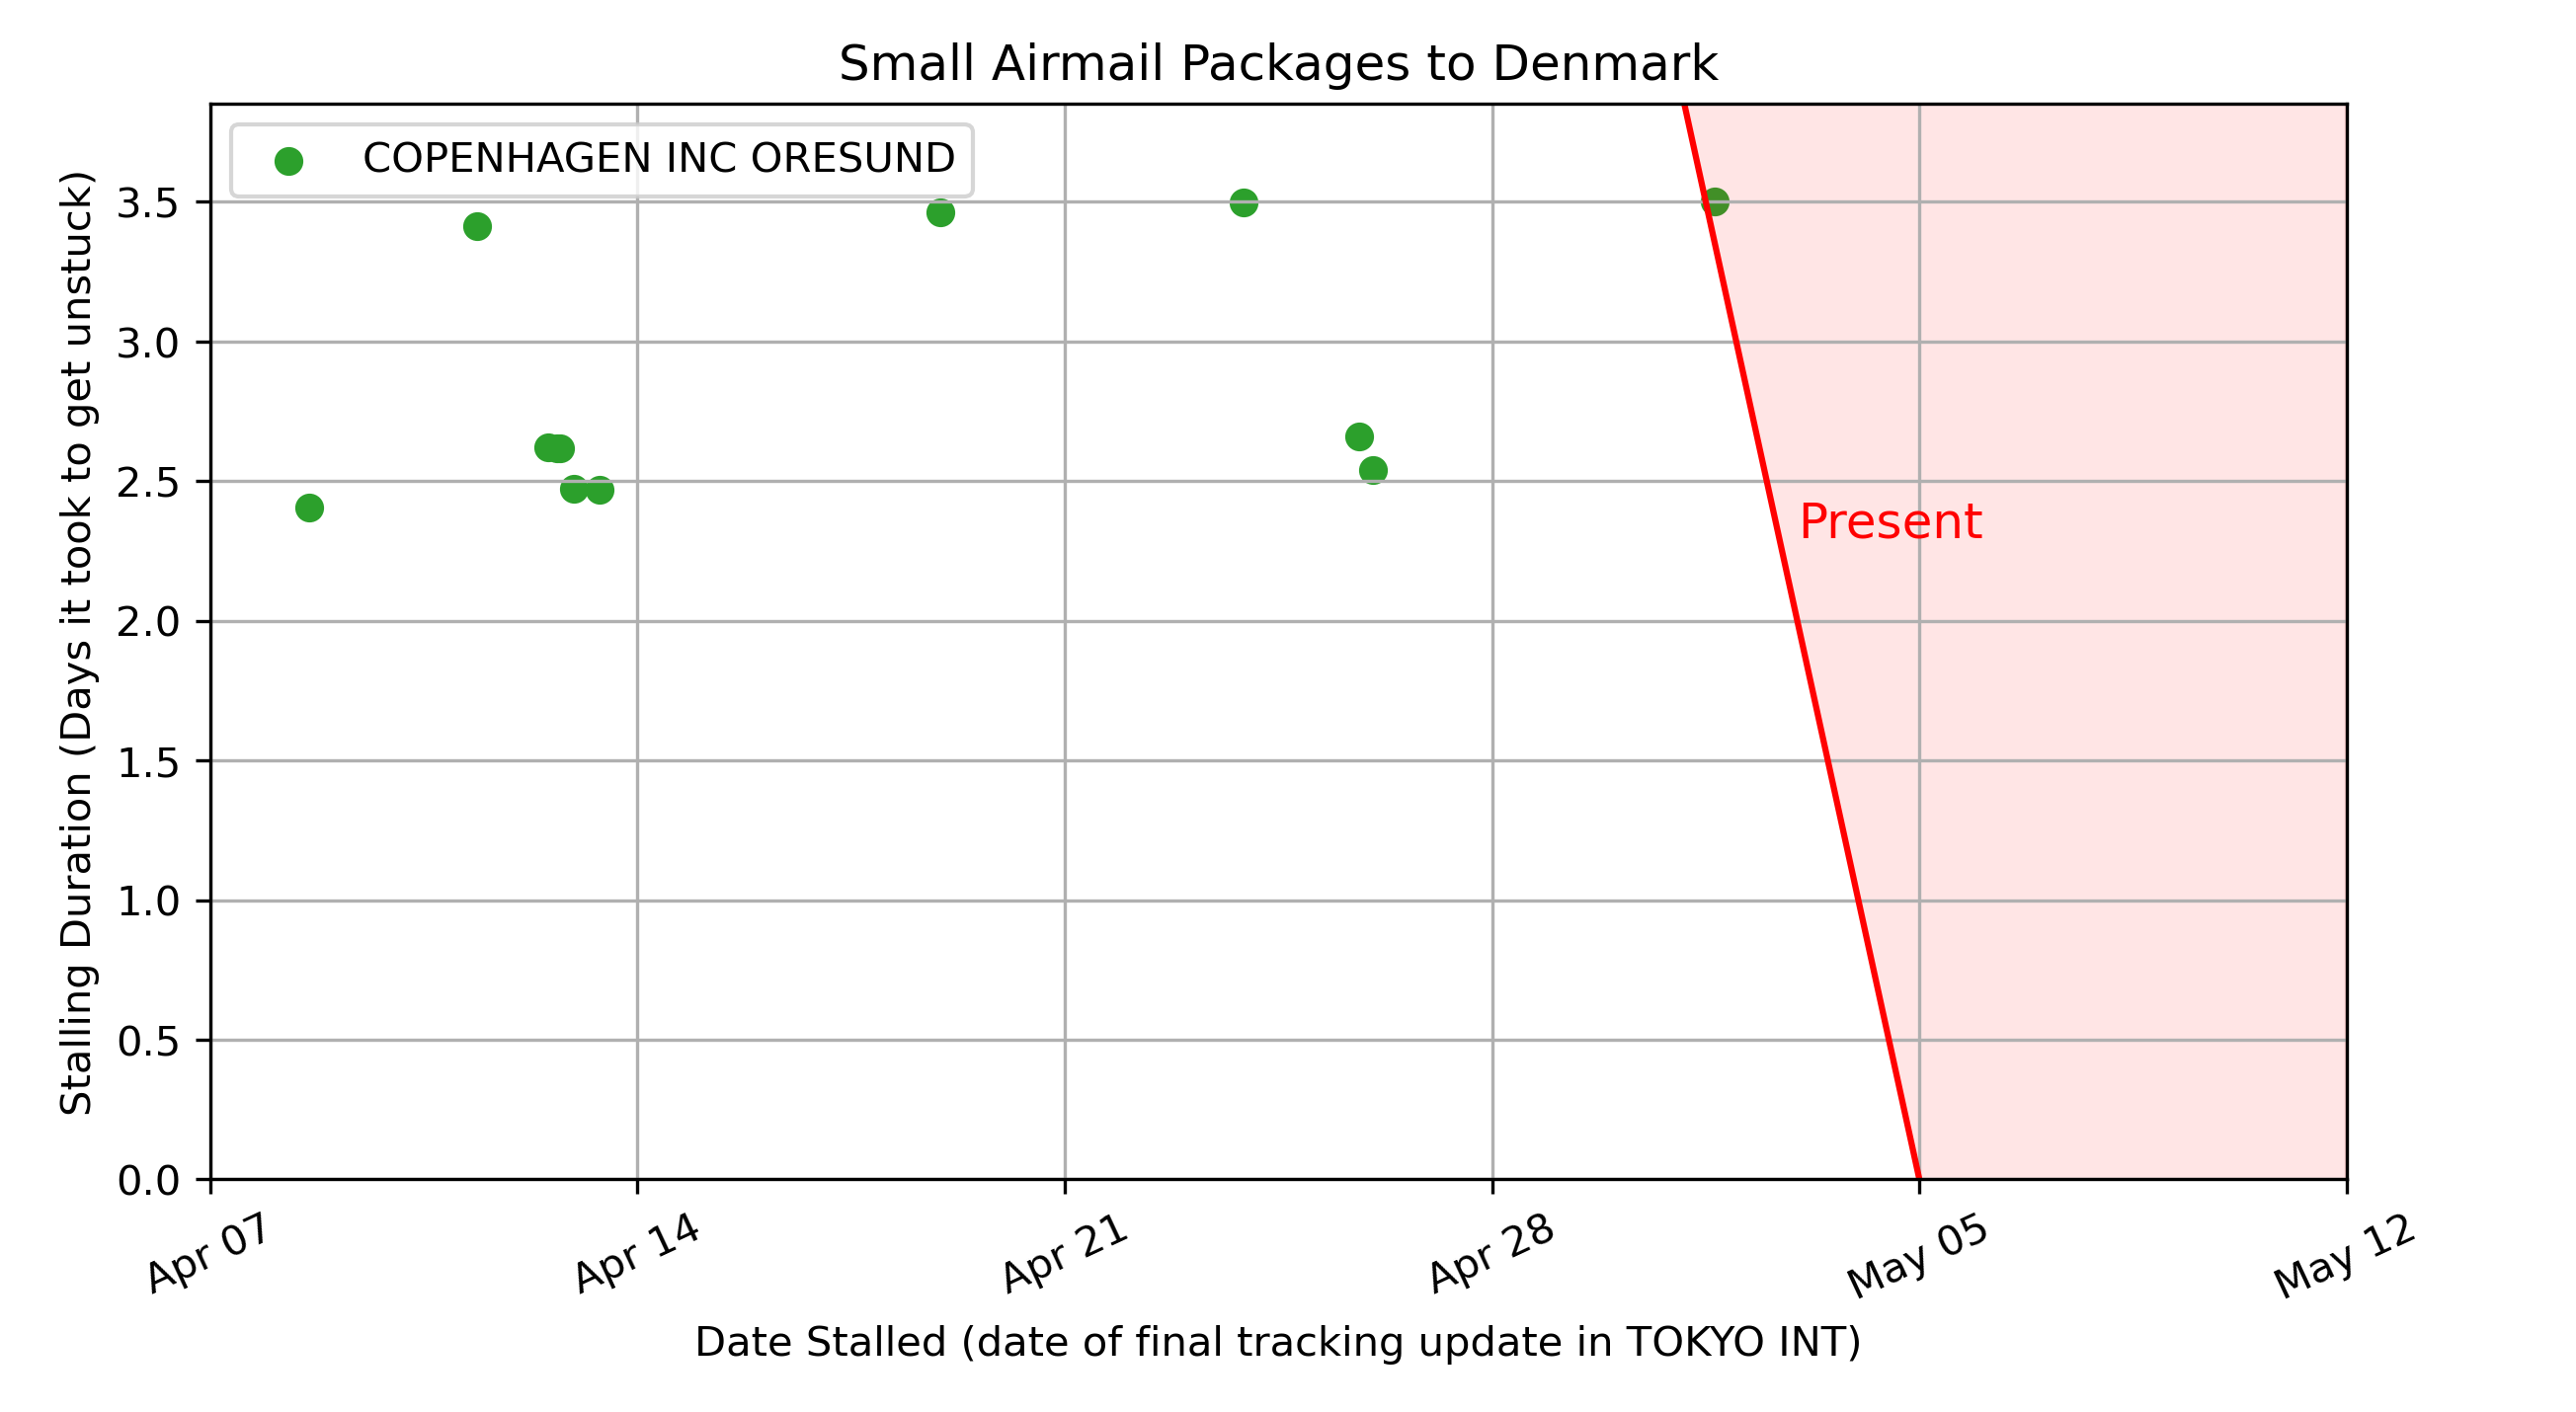 Small Airmail Packages to Denmark
COPENHAGEN INC ORESUND
Stalling Duration (Days it took to get unstuck)
3.5
3.0
2.5
2.0
1.5
1.0
0.5
0.0
Present
Apr 07
Apr 14
Apr 21
Apr 28
May 05
May 12
Date Stalled (date of final tracking update in TOKYO INT)